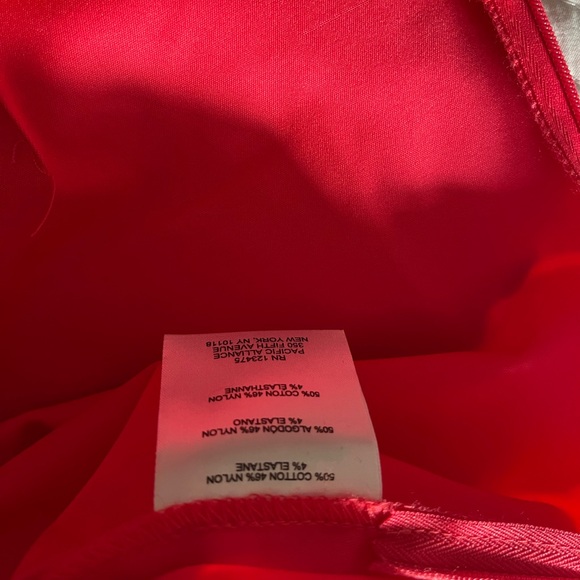 50% COTTON 46% NYLON
4% ELASTANE
50% ALGODÓN 46% NYLON
4% ELASTANO
50% COTON 46% NYLON
4% ELASTHANNE
RN 123475
PACIFIC ALLIANCE
350 FIFTH AVENUE
NEW YORK, NY 10118